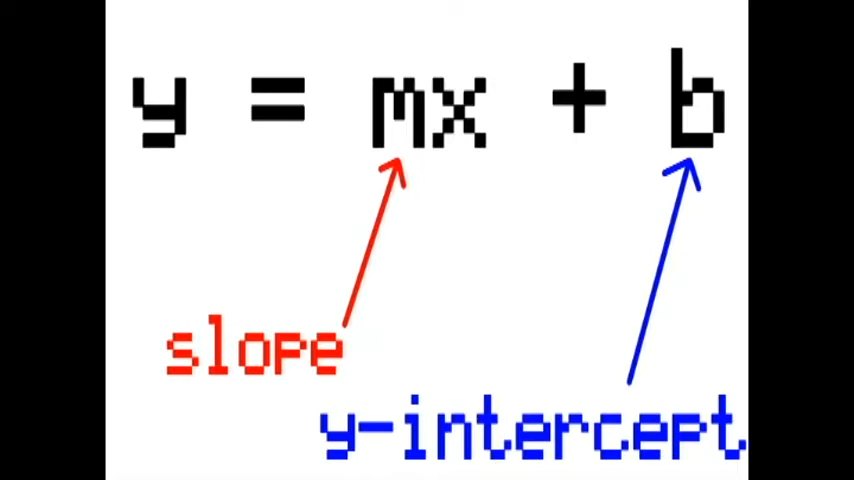 y = mx + b
slope
y-intercept